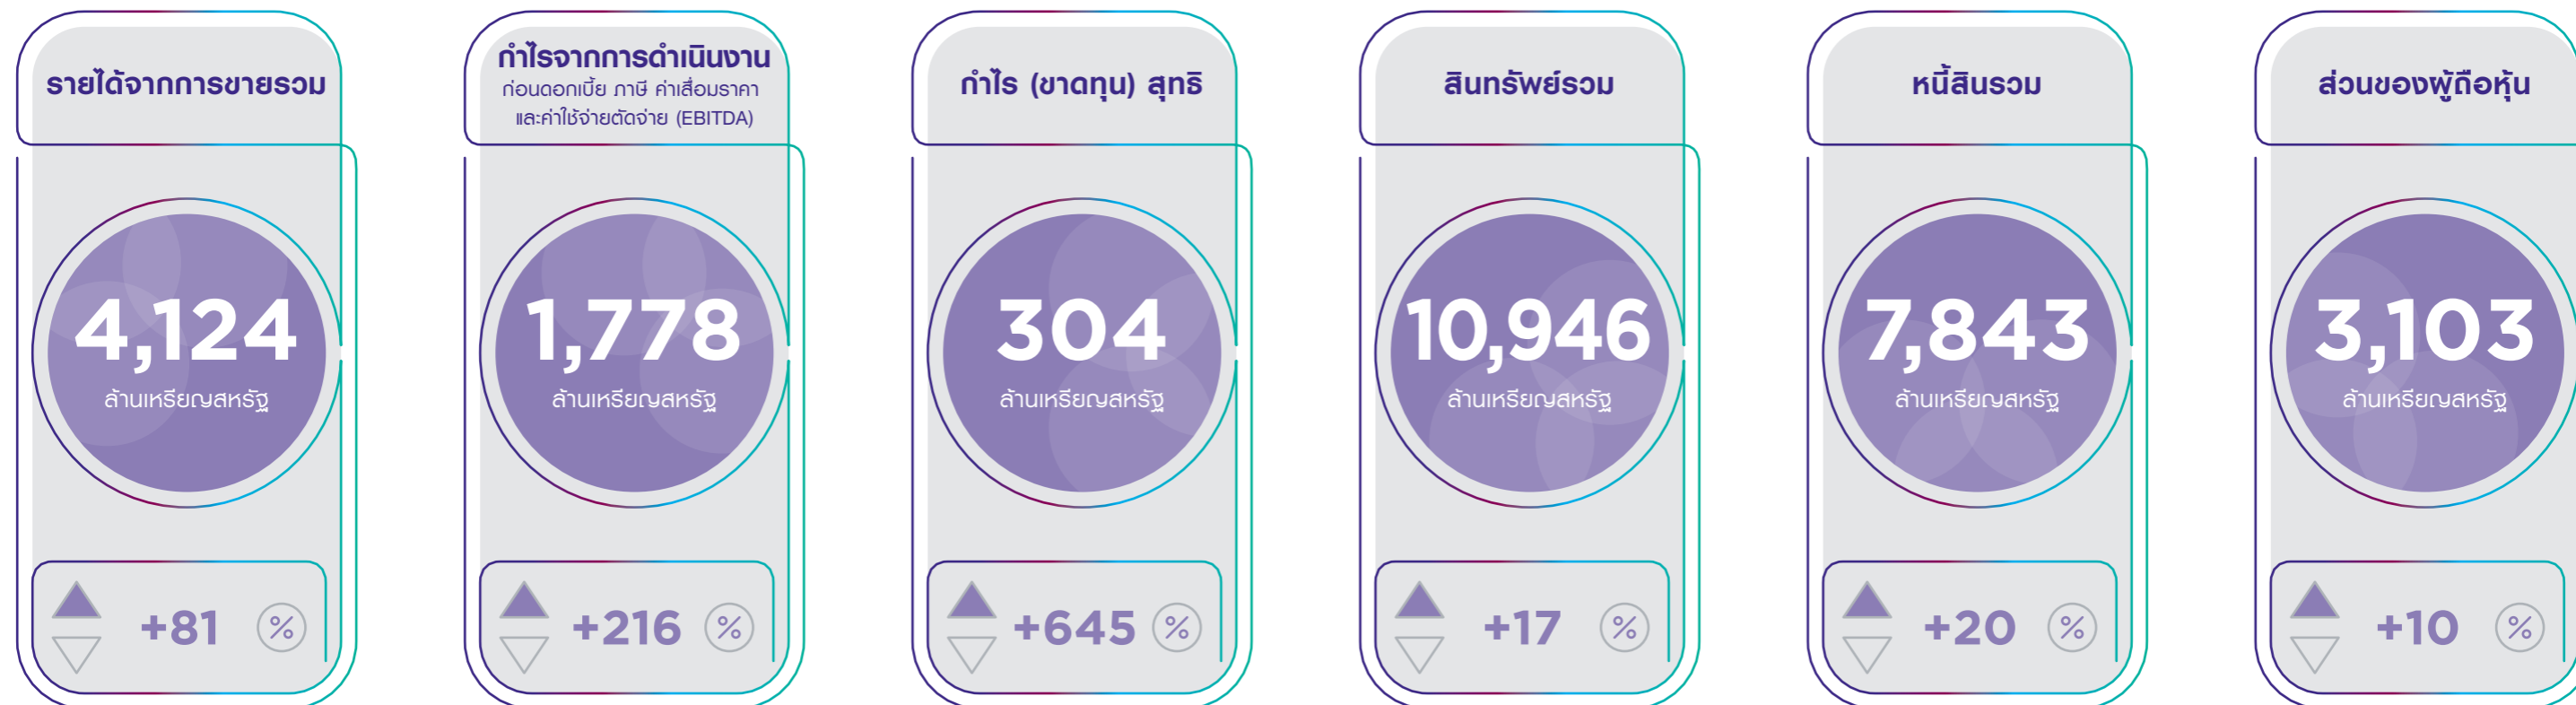 รายได้จากการขายรวม
4,124
ล้านเหรียญสหรัฐ
+81 %
กำไรจากการดำเนินงาน
ก่อนดอกเบี้ย ภาษี ค่าเสื่อมราคา
และค่าใช้จ่ายตัดจ่าย (EBITDA)
1,778
ล้านเหรียญสหรัฐ
+216 %
กำไร (ขาดทุน) สุทธิ
304
ล้านเหรียญสหรัฐ
+645 %
สินทรัพย์รวม
10,946
ล้านเหรียญสหรัฐ
+17 %
หนี้สินรวม
7,843
ล้านเหรียญสหรัฐ
+20 %
ส่วนของผู้ถือหุ้น
3,103
ล้านเหรียญสหรัฐ
+10 %